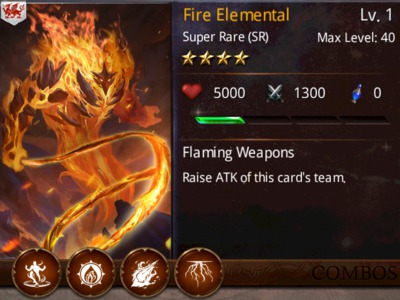 Fire Elemental Lv. 1
Super Rare (SR) Max Level: 40
5000 1300 0
Flaming Weapons
Raise ATK of this card's team.
COMBOS